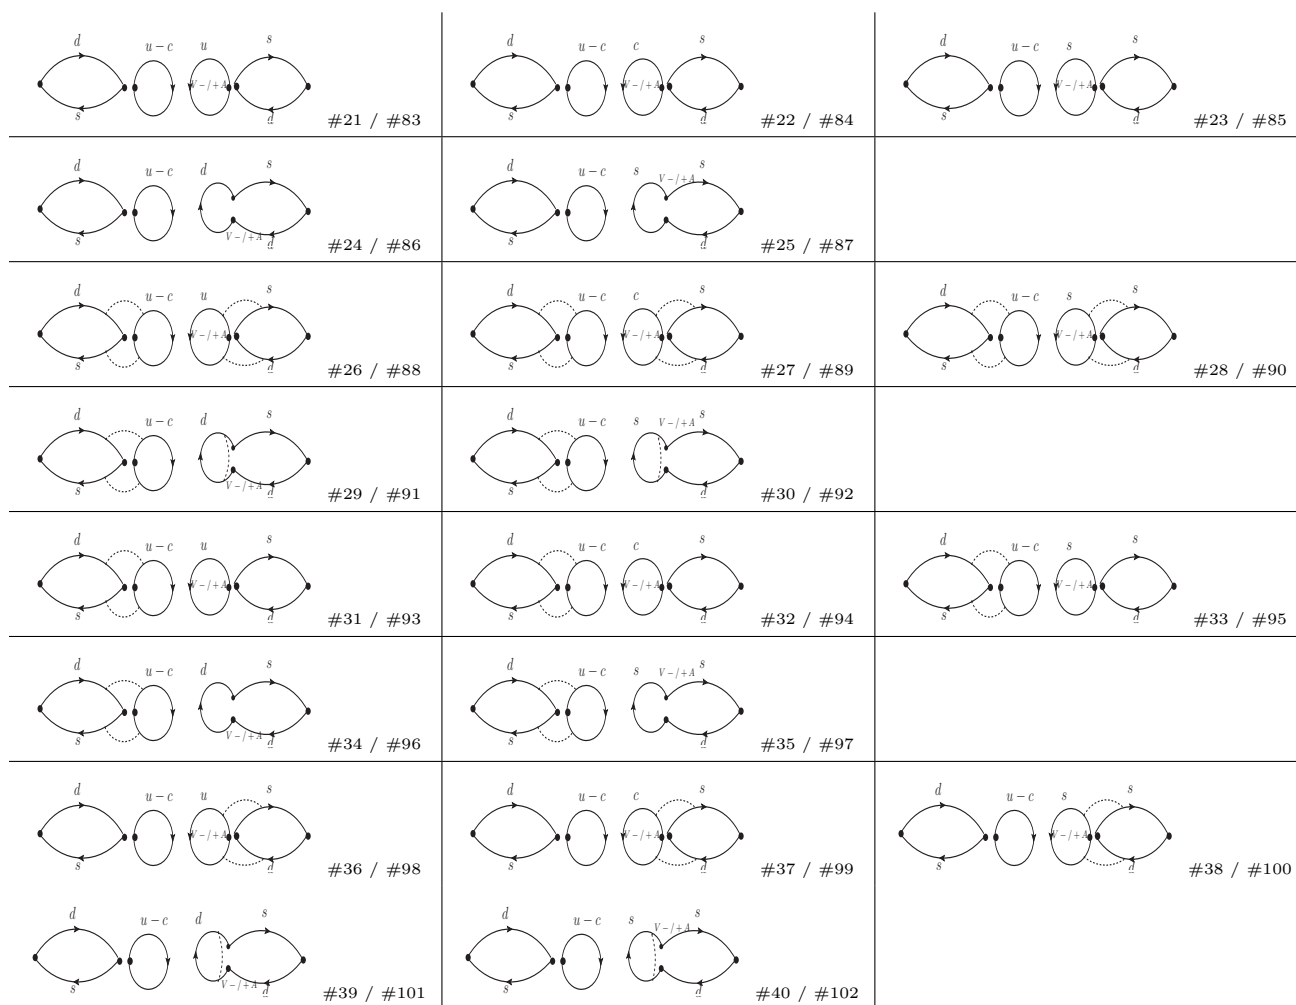 d u − c u s
V −/+A
s d
#21 / #83
d u − c c s
V −/+A
s d
#22 / #84
d u − c s s
V −/+A
s d
#23 / #85
d u − c d s
s V −/+A d
#24 / #86
d u − c s V −/+A s
s d
#25 / #87
d u − c u s
V −/+A
s d
#26 / #88
d u − c c s
V −/+A
s d
#27 / #89
d u − c s s
V −/+A
s d
#28 / #90
d u − c d s
s V −/+A d
#29 / #91
d u − c s V −/+A s
s d
#30 / #92
d u − c u s
V −/+A
s d
#31 / #93
d u − c c s
V −/+A
s d
#32 / #94
d u − c s s
V −/+A
s d
#33 / #95
d u − c d s
s V −/+A d
#34 / #96
d u − c s V −/+A s
s d
#35 / #97
d u − c u s
V −/+A
s d
#36 / #98
d u − c c s
V −/+A
s d
#37 / #99
d u − c s s
V −/+A
s d
#38 / #100
d u − c d s
s V −/+A d
#39 / #101
d u − c s V −/+A s
s d
#40 / #102